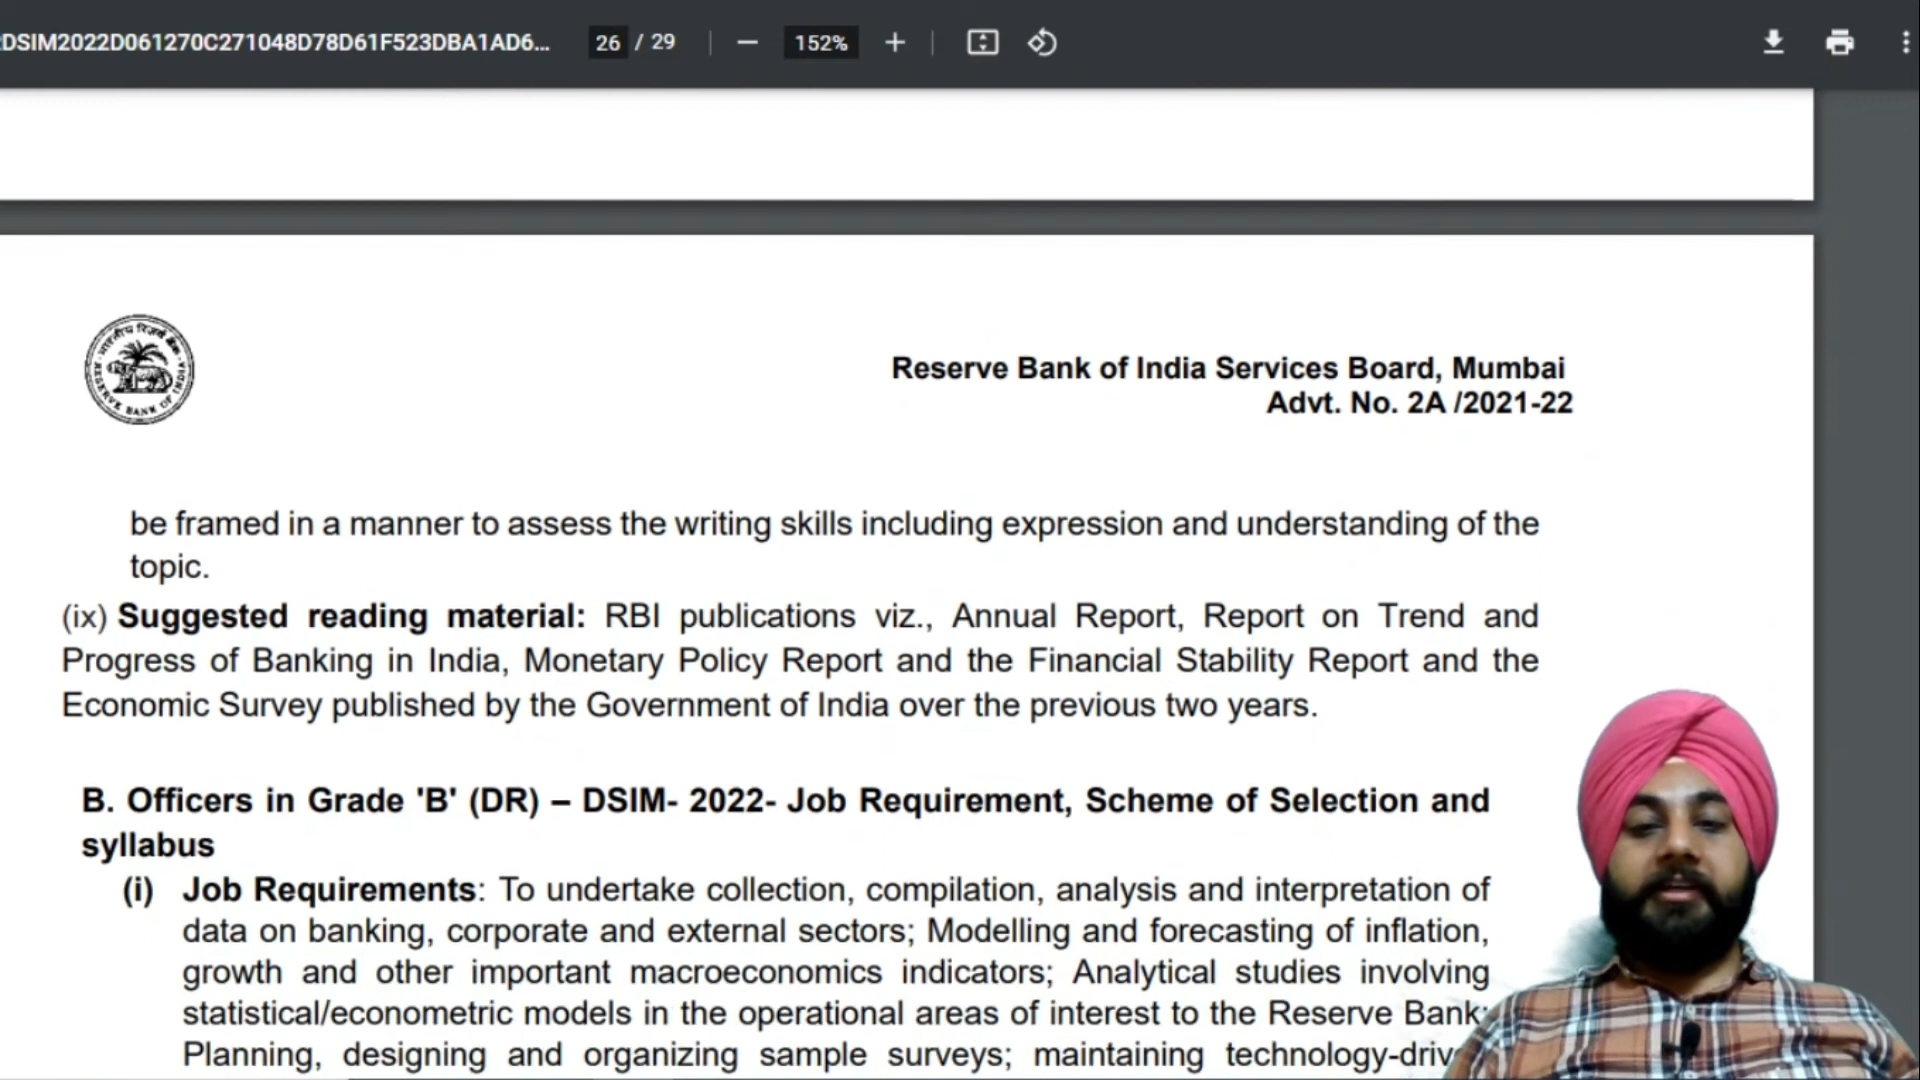 DSIM2022D061270C271048D78D61F523DBA1AD6... 26 / 29 152%
भारतीय रिज़र्व बैंक
RESERVE BANK OF INDIA
Reserve Bank of India Services Board, Mumbai
Advt. No. 2A /2021-22
be framed in a manner to assess the writing skills including expression and understanding of the
topic.
(ix) Suggested reading material: RBI publications viz., Annual Report, Report on Trend and
Progress of Banking in India, Monetary Policy Report and the Financial Stability Report and the
Economic Survey published by the Government of India over the previous two years.
B. Officers in Grade 'B' (DR) – DSIM- 2022- Job Requirement, Scheme of Selection and
syllabus
(i) Job Requirements: To undertake collection, compilation, analysis and interpretation of
data on banking, corporate and external sectors; Modelling and forecasting of inflation,
growth and other important macroeconomics indicators; Analytical studies involving
statistical/econometric models in the operational areas of interest to the Reserve Bank;
Planning, designing and organizing sample surveys; maintaining technology-driv